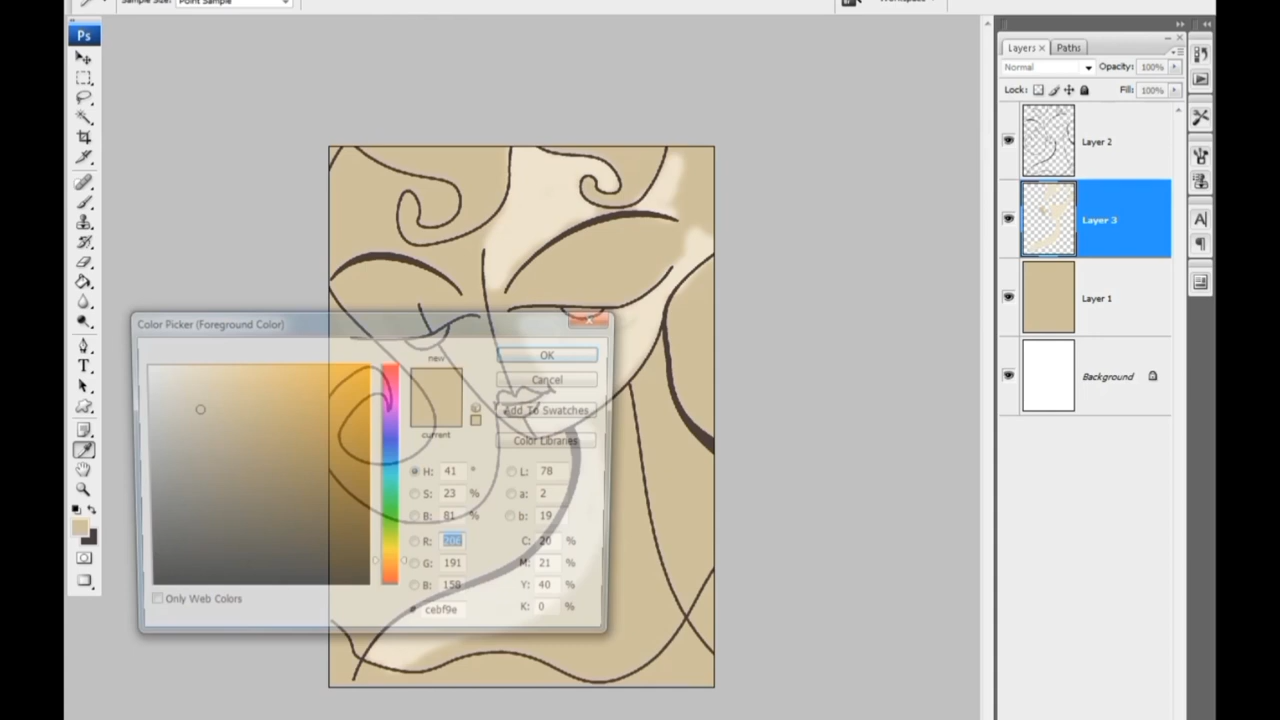 Sample Size: Point Sample
Workspace
Ps
Layers x Paths
Normal Opacity: 100%
Lock: Fill: 100%
Layer 2
Layer 3
Layer 1
Background
T
A
Color Picker (Foreground Color)
new
current
OK
Cancel
Add To Swatches
Color Libraries
H: 41 ° L: 78
S: 23 % a: 2
B: 81 % b: 19
R: 206 C: 20 %
G: 191 M: 21 %
B: 158 Y: 40 %
# cebf9e K: 0 %
Only Web Colors